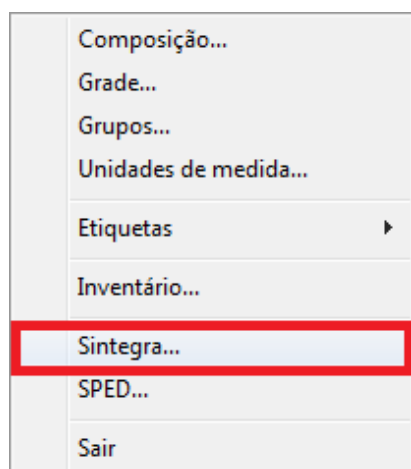 Composição...
Grade...
Grupos...
Unidades de medida...
Etiquetas
Inventário...
Sintegra...
SPED...
Sair